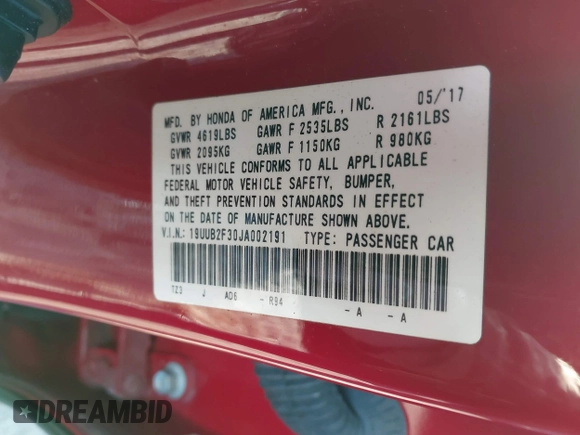 MFD. BY HONDA OF AMERICA MFG., INC. 05/'17
GVWR 4619LBS GAWR F 2535LBS R 2161LBS
GVWR 2095KG GAWR F 1150KG R 980KG
THIS VEHICLE CONFORMS TO ALL APPLICABLE
FEDERAL MOTOR VEHICLE SAFETY, BUMPER,
AND THEFT PREVENTION STANDARDS IN EFFECT
ON THE DATE OF MANUFACTURE SHOWN ABOVE.
V.I.N.: 19UUB2F30JA002191 TYPE: PASSENGER CAR
TZ3 J AD6 - R94 - A - A
DREAMBID